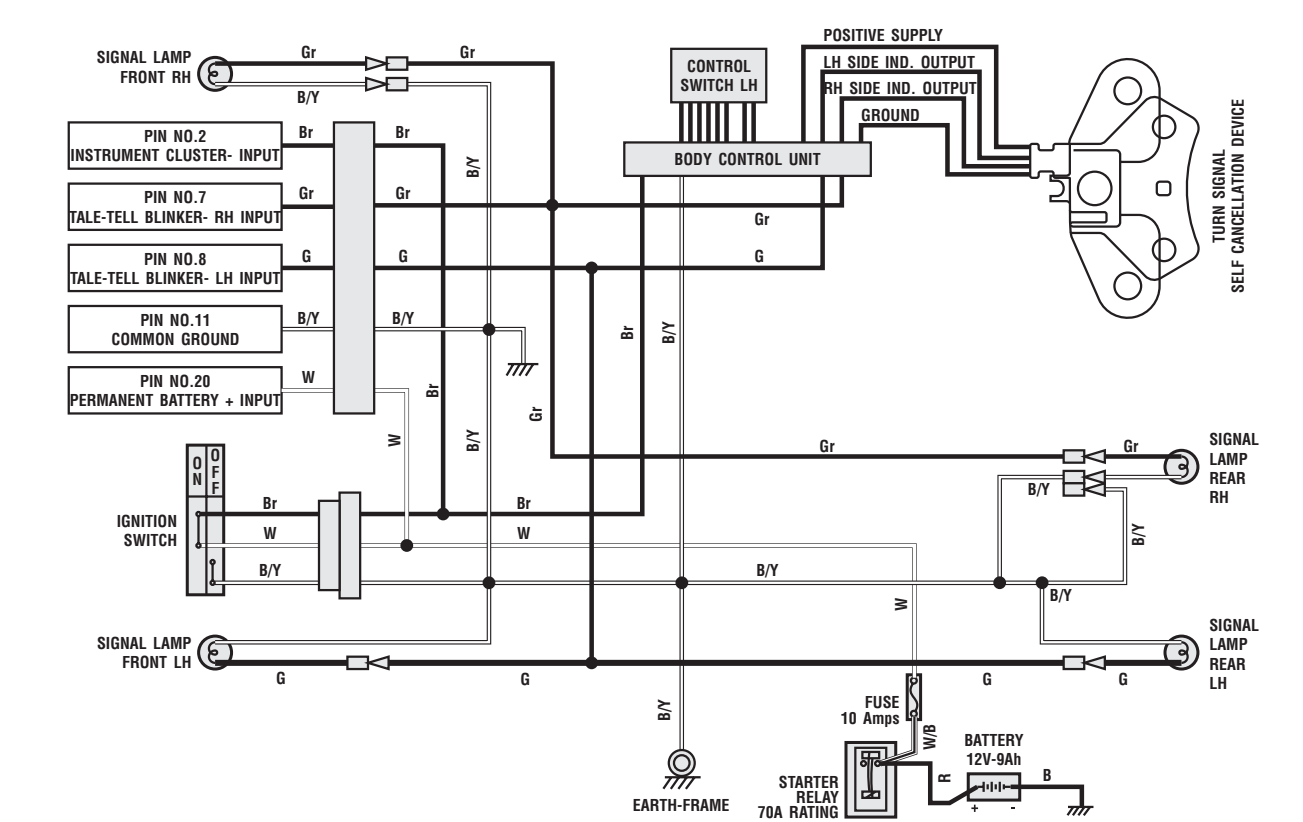 SIGNAL LAMP
FRONT RH
Gr
Gr
B/Y
CONTROL
SWITCH LH
POSITIVE SUPPLY
LH SIDE IND. OUTPUT
RH SIDE IND. OUTPUT
GROUND
BODY CONTROL UNIT
TURN SIGNAL
SELF CANCELLATION DEVICE
PIN NO.2
INSTRUMENT CLUSTER- INPUT
Br
Br
B/Y
PIN NO.7
TALE-TELL BLINKER- RH INPUT
Gr
Gr
Gr
PIN NO.8
TALE-TELL BLINKER- LH INPUT
G
G
G
PIN NO.11
COMMON GROUND
B/Y
B/Y
Br
B/Y
PIN NO.20
PERMANENT BATTERY + INPUT
W
Br
Gr
W
B/Y
Gr
Gr
SIGNAL
LAMP
REAR
RH
B/Y
B/Y
ON
OFF
IGNITION
SWITCH
Br
Br
W
W
B/Y
B/Y
B/Y
W
SIGNAL LAMP
FRONT LH
G
G
G
G
SIGNAL
LAMP
REAR
LH
B/Y
FUSE
10 Amps
W/B
BATTERY
12V-9Ah
R
B
+ -
STARTER
RELAY
70A RATING
EARTH-FRAME